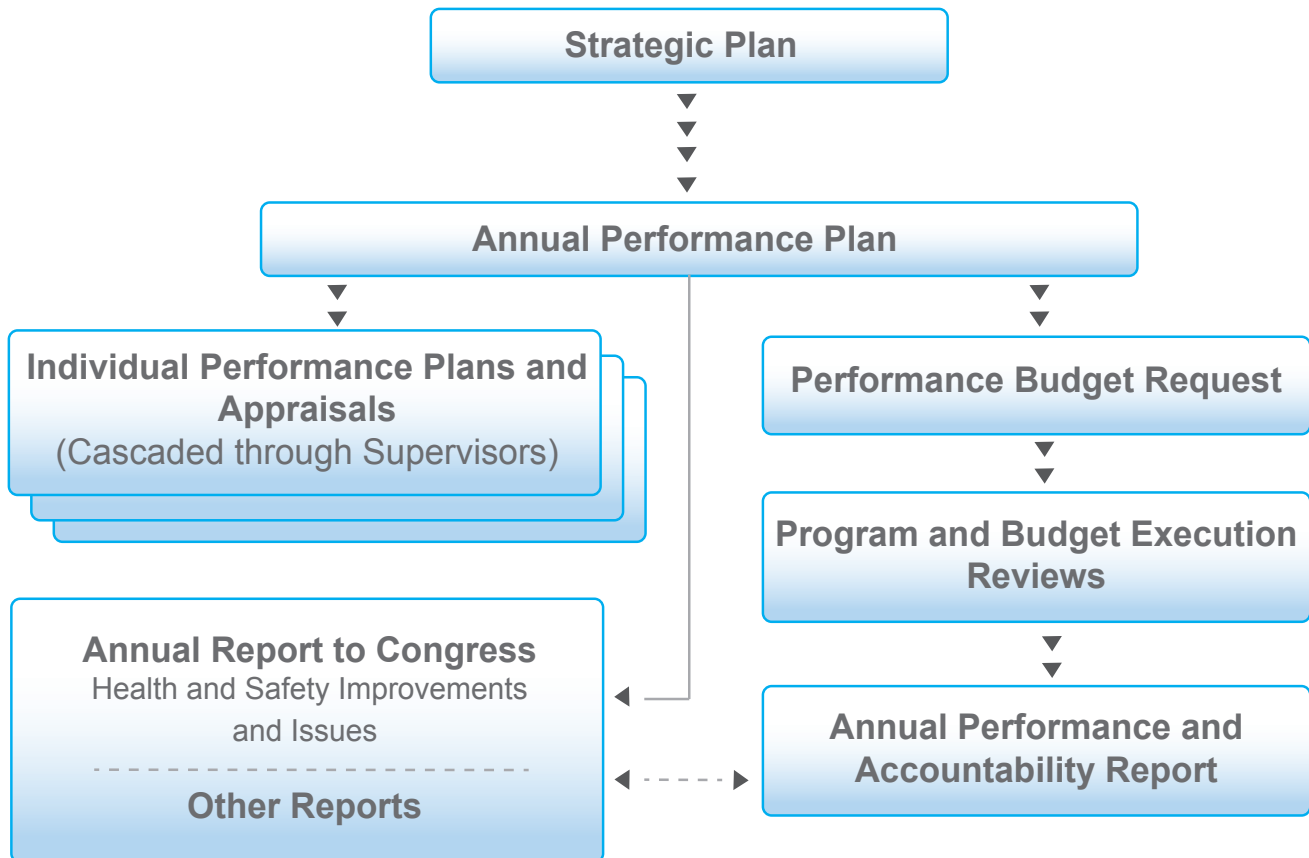 Strategic Plan
Annual Performance Plan
Individual Performance Plans and
Appraisals
(Cascaded through Supervisors)
Performance Budget Request
Program and Budget Execution
Reviews
Annual Report to Congress
Health and Safety Improvements
and Issues
Other Reports
Annual Performance and
Accountability Report